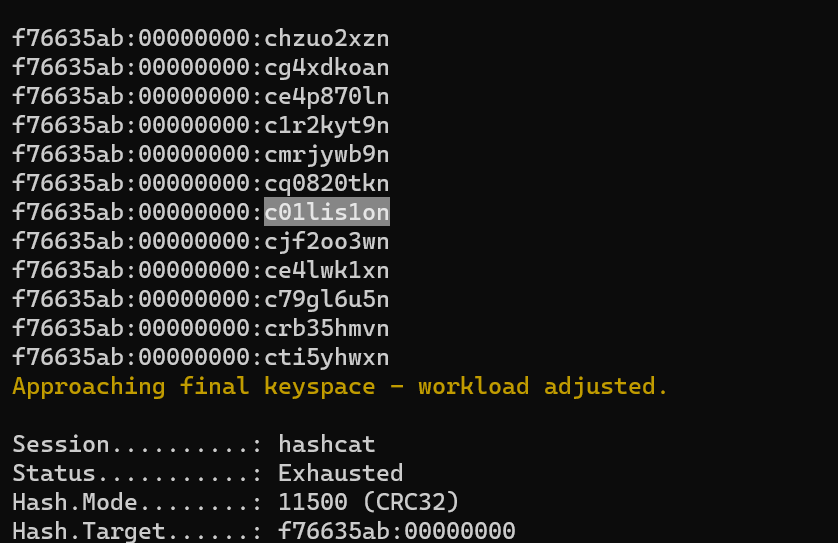 f76635ab:00000000:chzuo2xzn
f76635ab:00000000:cg4xdkoan
f76635ab:00000000:ce4p870ln
f76635ab:00000000:c1r2kyt9n
f76635ab:00000000:cmrjywb9n
f76635ab:00000000:cq0820tkn
f76635ab:00000000:c01lis1on
f76635ab:00000000:cjf2oo3wn
f76635ab:00000000:ce4lwk1xn
f76635ab:00000000:c79gl6u5n
f76635ab:00000000:crb35hmvn
f76635ab:00000000:cti5yhwxn
Approaching final keyspace - workload adjusted.
Session..........: hashcat
Status...........: Exhausted
Hash.Mode........: 11500 (CRC32)
Hash.Target......: f76635ab:00000000